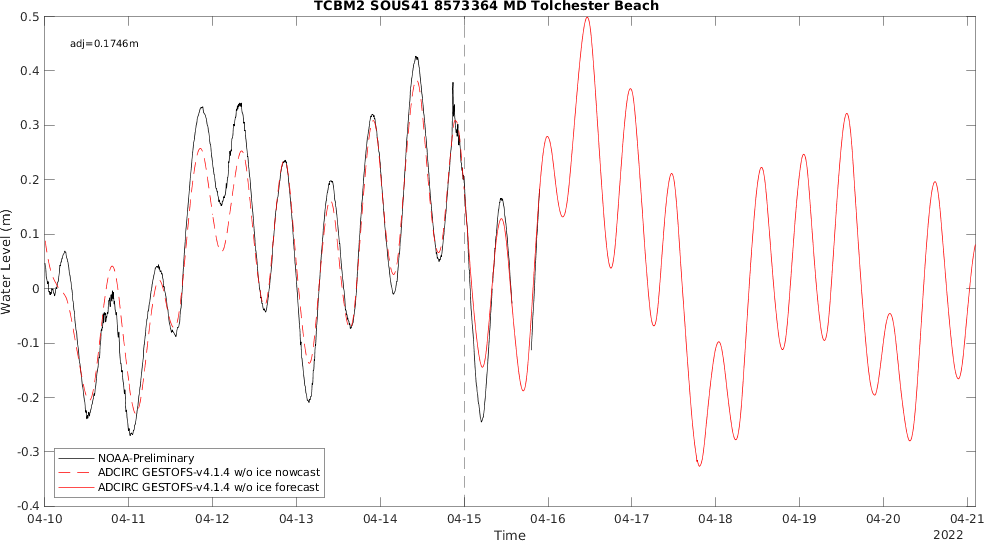 TCBM2 SOUS41 8573364 MD Tolchester Beach
adj=0.1746m
0.5
0.4
0.3
0.2
0.1
0
-0.1
-0.2
-0.3
-0.4
Water Level (m)
NOAA-Preliminary
ADCIRC GESTOFS-v4.1.4 w/o ice nowcast
ADCIRC GESTOFS-v4.1.4 w/o ice forecast
04-10 04-11 04-12 04-13 04-14 04-15 04-16 04-17 04-18 04-19 04-20 04-21
Time
2022